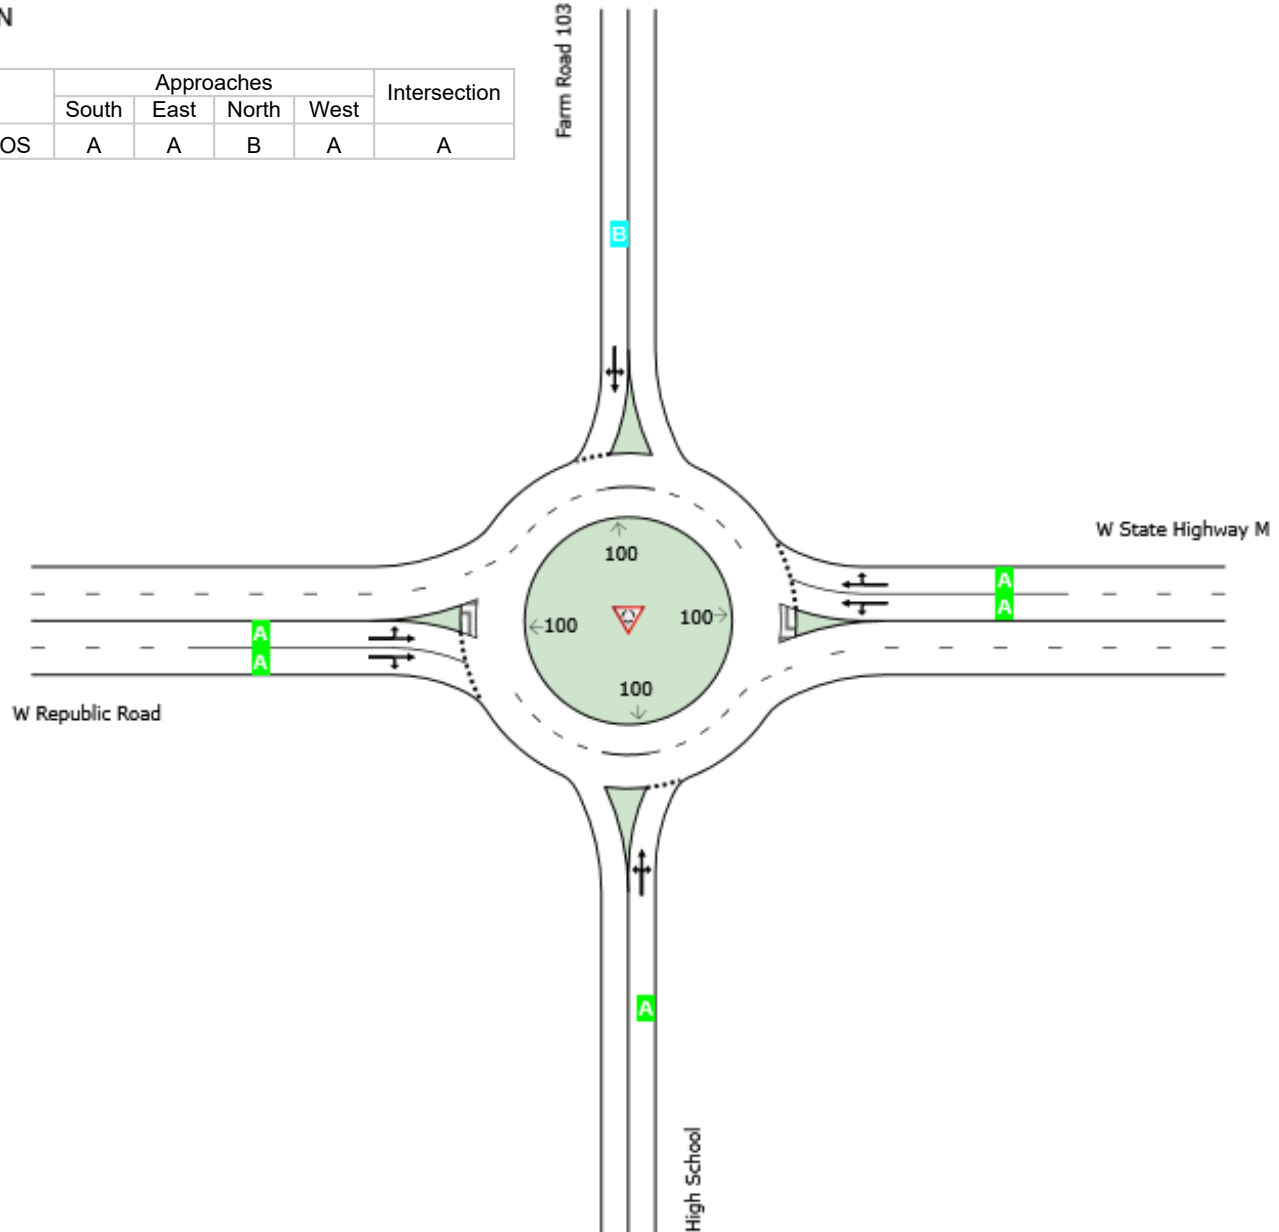 N
Approaches
Intersection
South East North West
OS A A B A A
Farm Road 103
B
W State Highway M
100
A
A
100
100
A
A
100
W Republic Road
A
High School